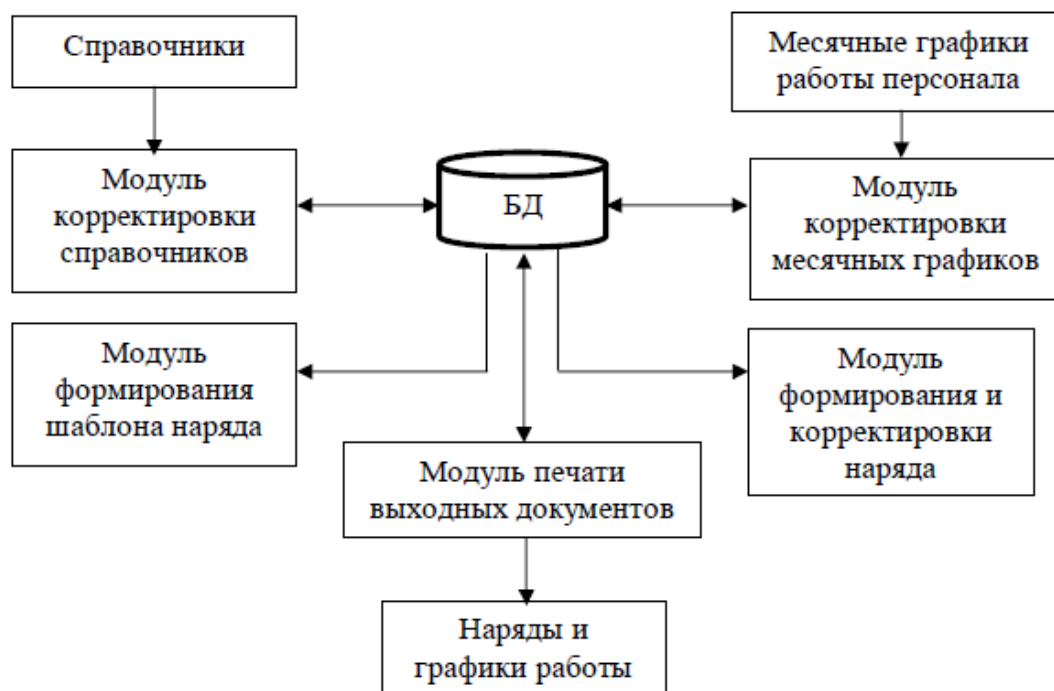 Справочники
Месячные графики
работы персонала
Модуль
корректировки
справочников
БД
Модуль
корректировки
месячных графиков
Модуль
формирования
шаблона наряда
Модуль
формирования и
корректировки
наряда
Модуль печати
выходных документов
Наряды и
графики работы